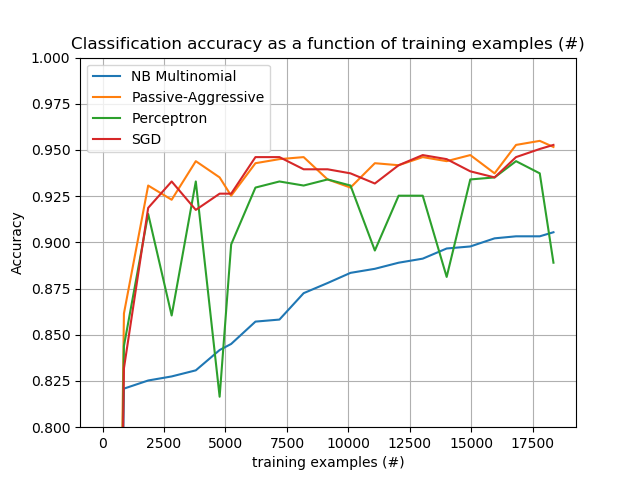 Classification accuracy as a function of training examples (#)
1.000
0.975
0.950
0.925
0.900
0.875
0.850
0.825
0.800
Accuracy
NB Multinomial
Passive-Aggressive
Perceptron
SGD
0 2500 5000 7500 10000 12500 15000 17500
training examples (#)